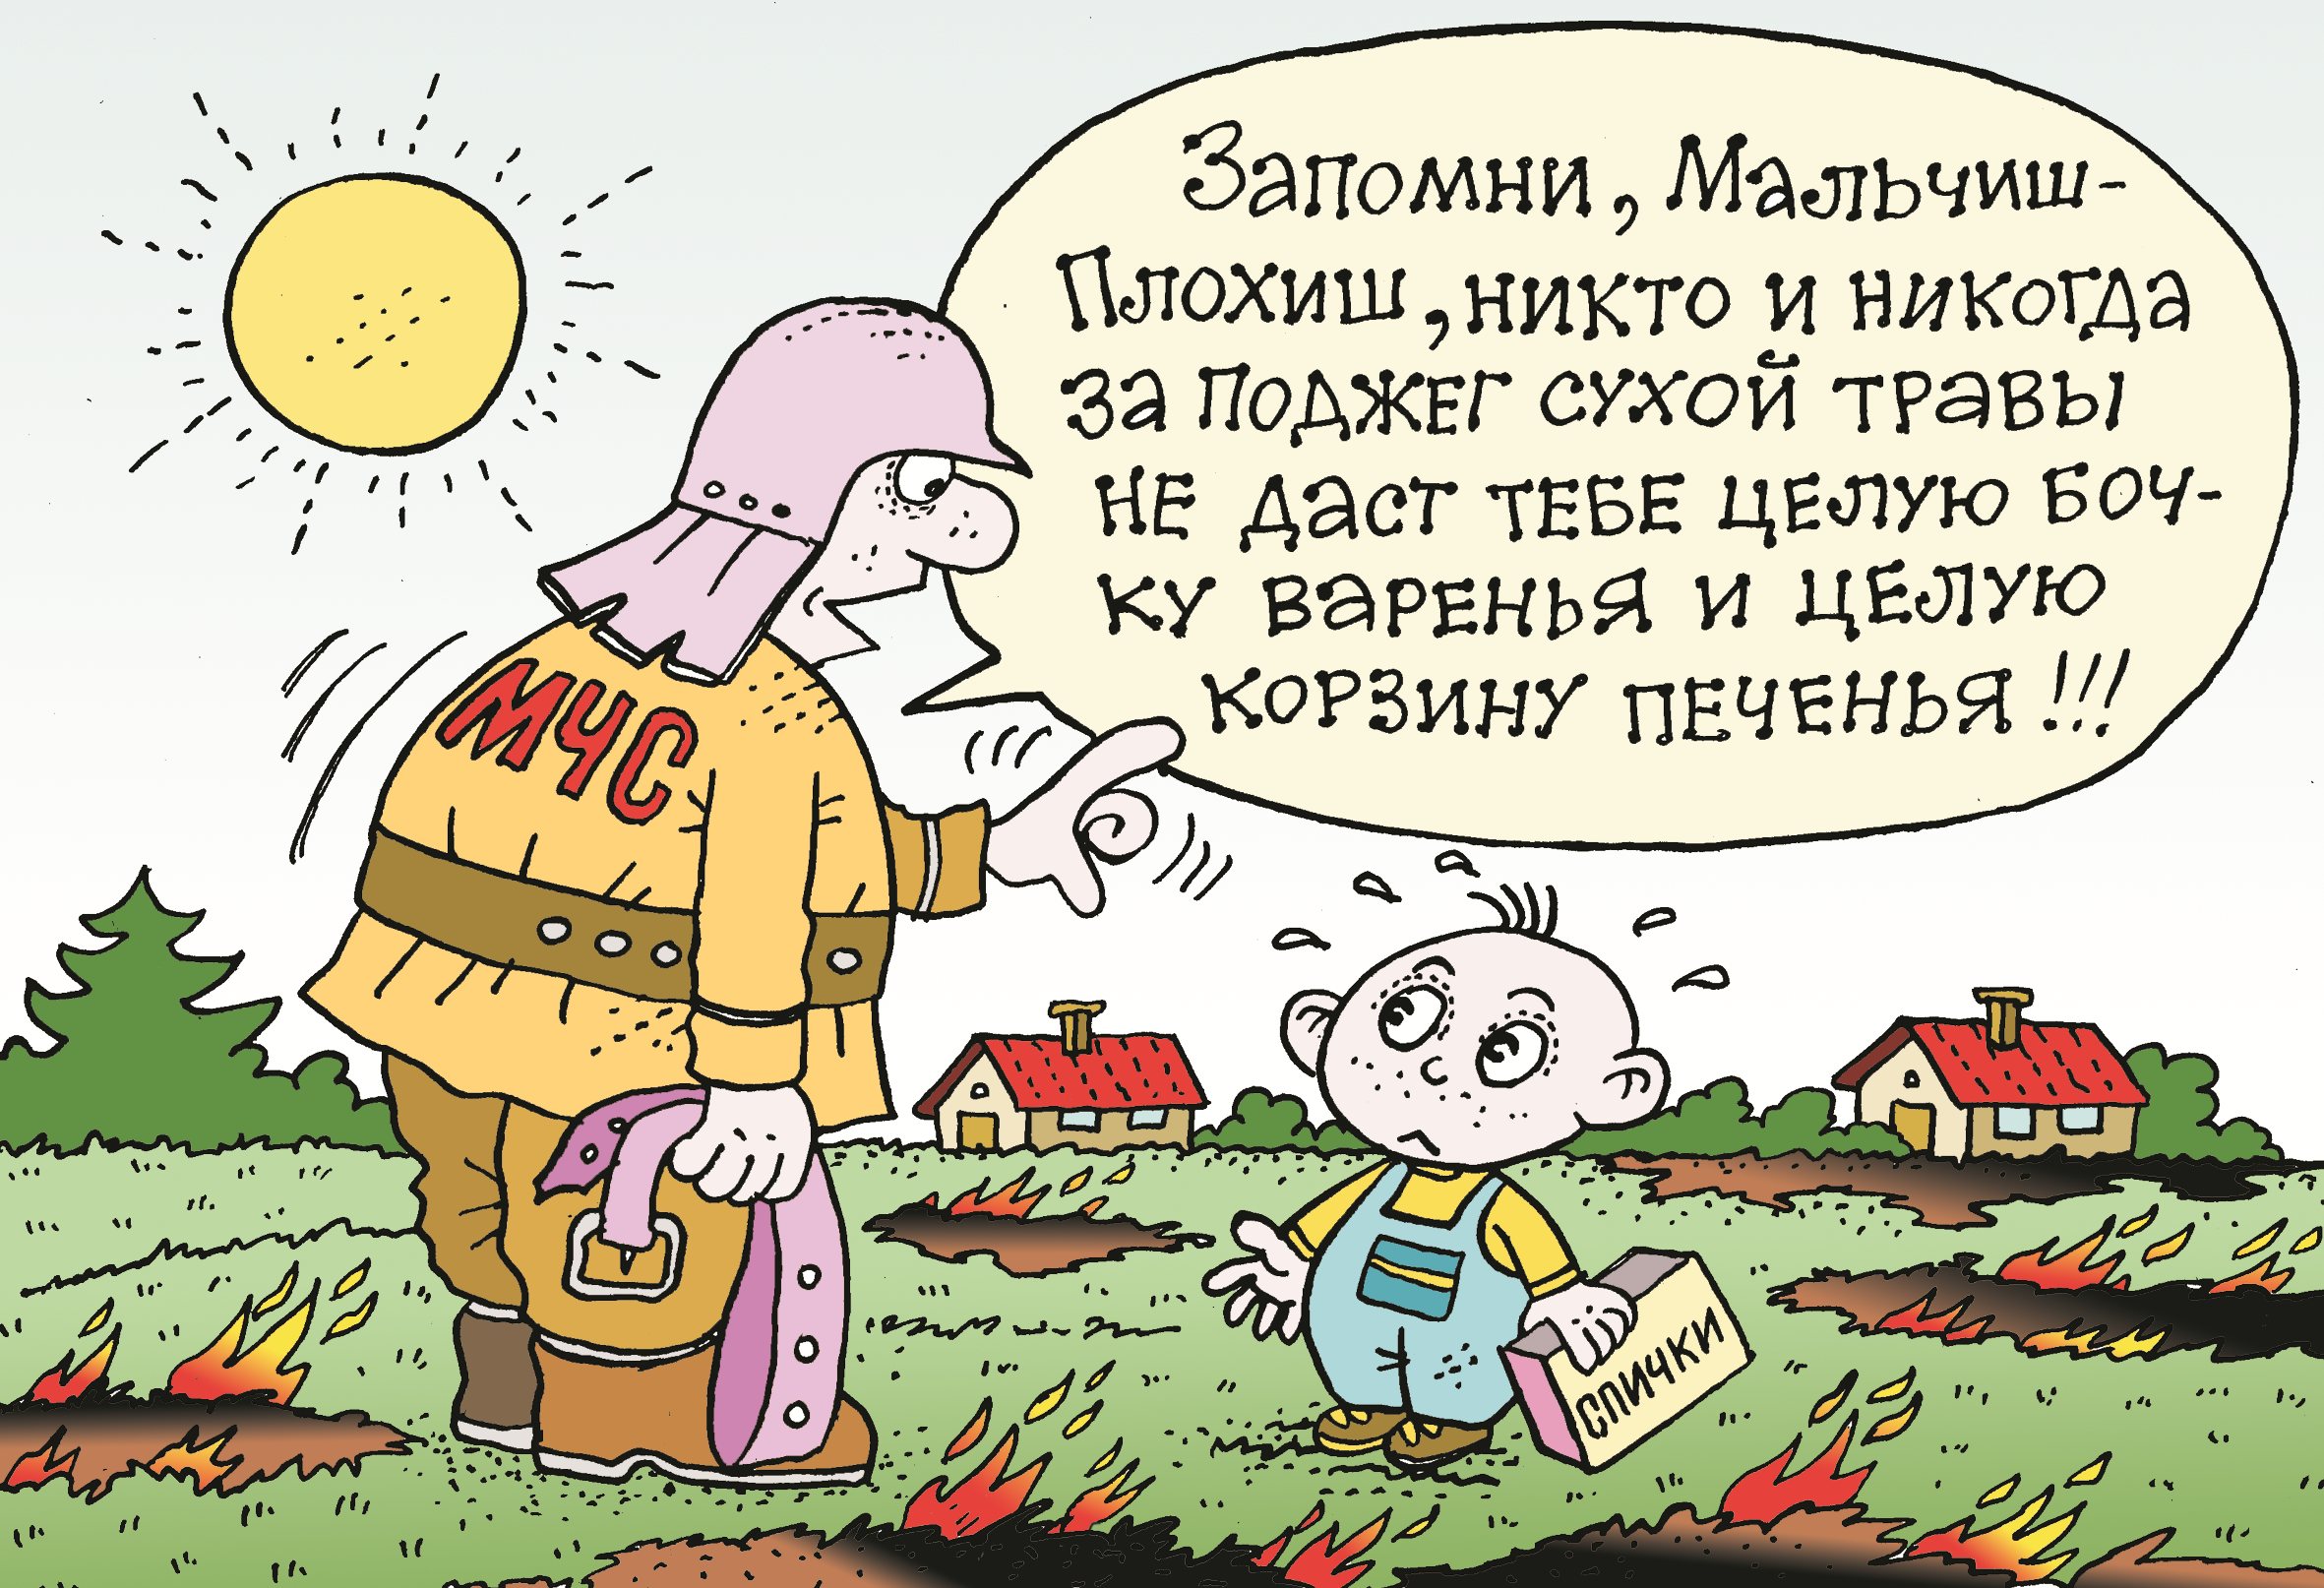 Запомни, Мальчиш-
Плохиш, никто и никогда
за поджег сухой травы
не даст тебе целую боч-
ку варенья и целую
корзину печенья!!!
МЧС
СПИЧКИ